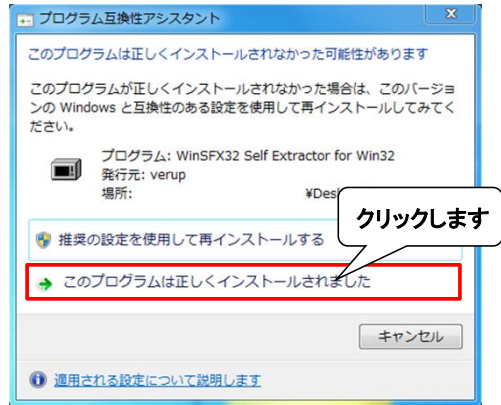 プログラム互換性アシスタント
このプログラムは正しくインストールされなかった可能性があります
このプログラムが正しくインストールされなかった場合は、このバージョ
ンの Windows と互換性のある設定を使用して再インストールしてみてく
ださい。
プログラム: WinSFX32 Self Extractor for Win32
発行元: verup
場所: ¥Des
クリックします
推奨の設定を使用して再インストールする
このプログラムは正しくインストールされました
キャンセル
適用される設定について説明します